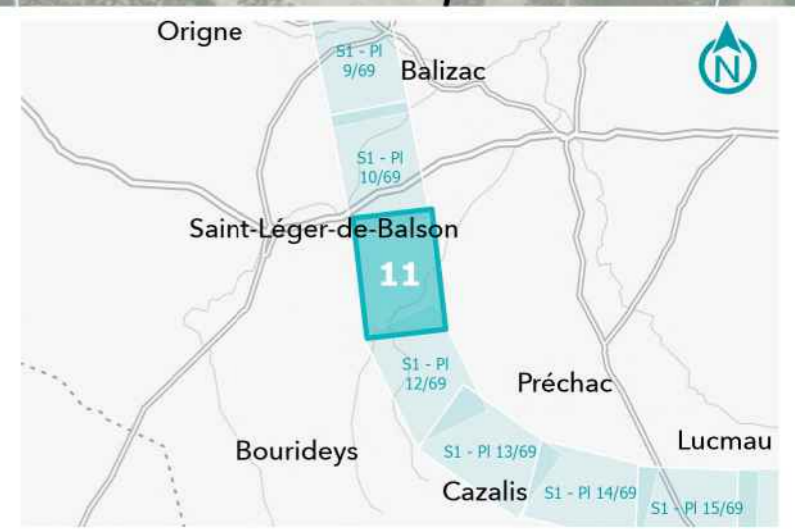 Origne
S1 - Pl
9/69
Balizac
N
S1 - Pl
10/69
Saint-Léger-de-Balson
11
S1 - Pl
12/69
Préchac
Bourideys
S1 - Pl 13/69
Lucmau
Cazalis
S1 - Pl 14/69
S1 - Pl 15/69